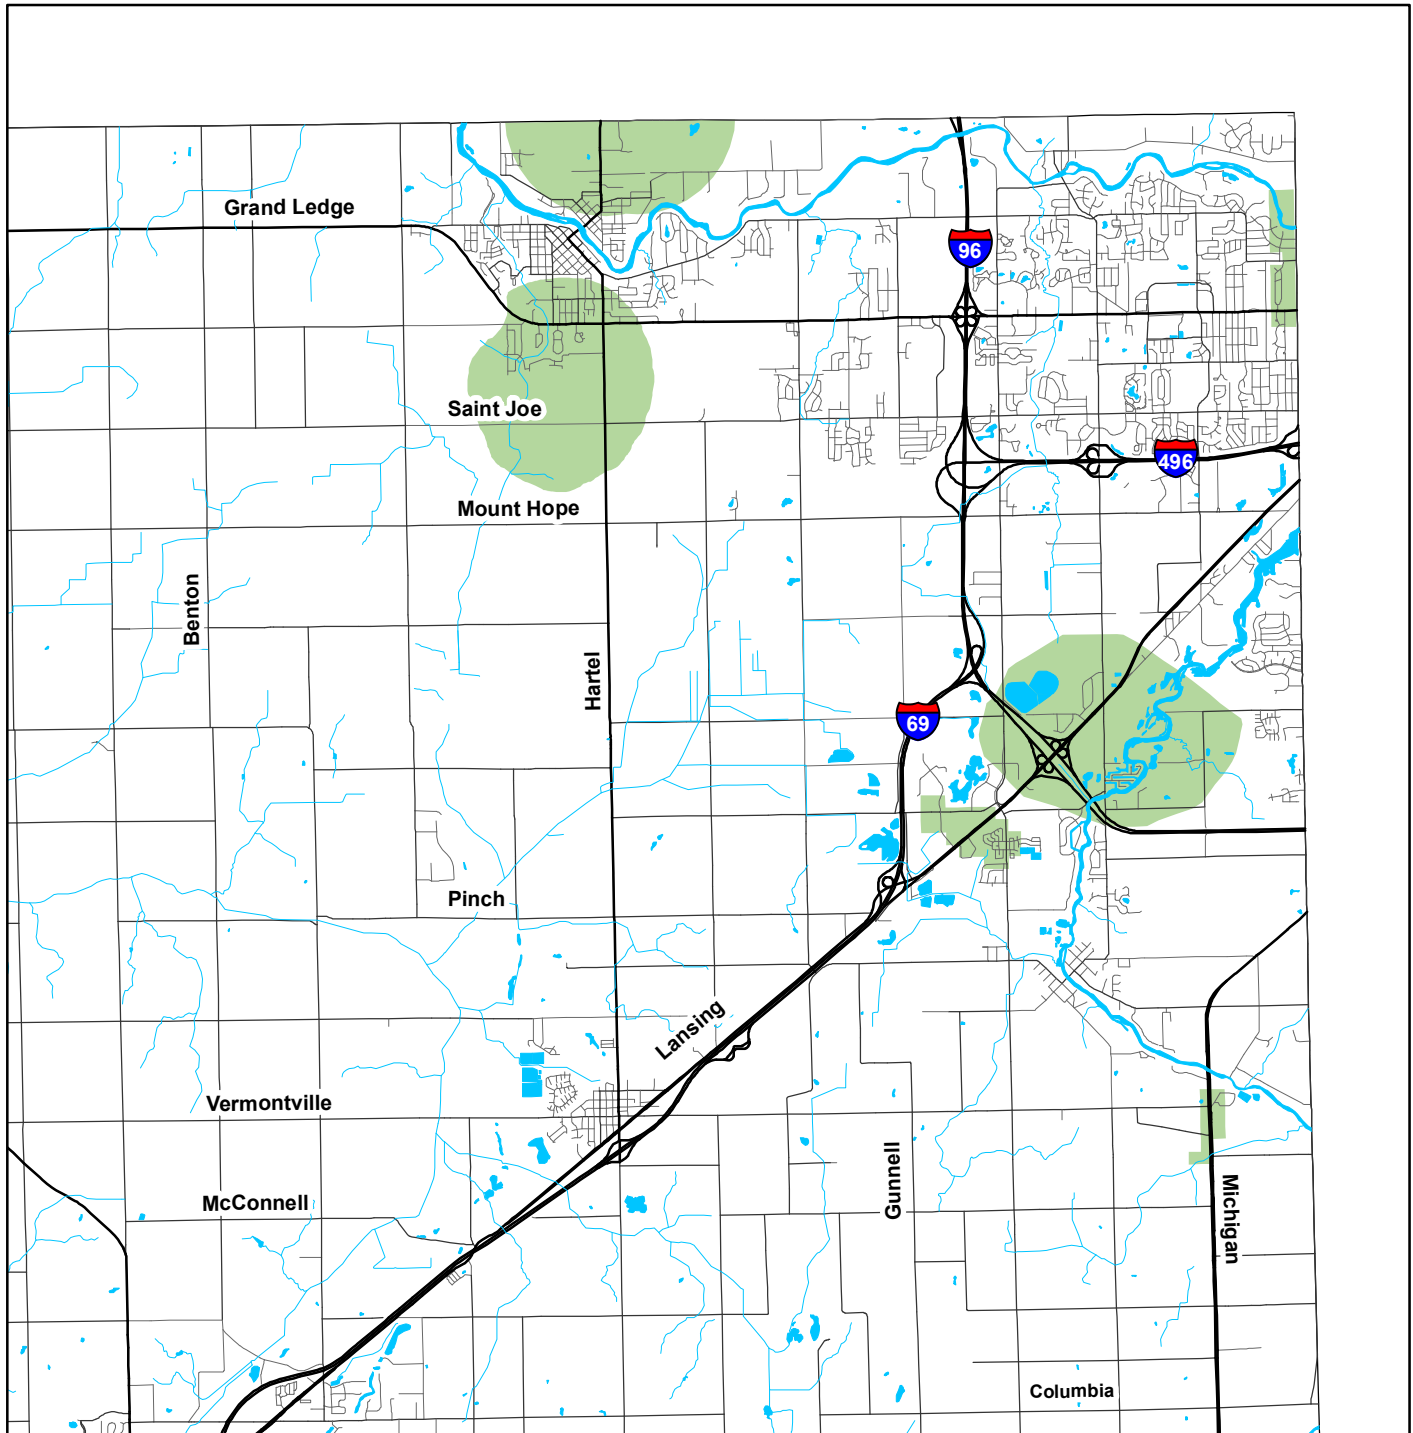 Grand Ledge
96
Saint Joe
496
Mount Hope
Benton
Hartel
69
Pinch
Lansing
Vermontville
Gunnell
McConnell
Michigan
Columbia